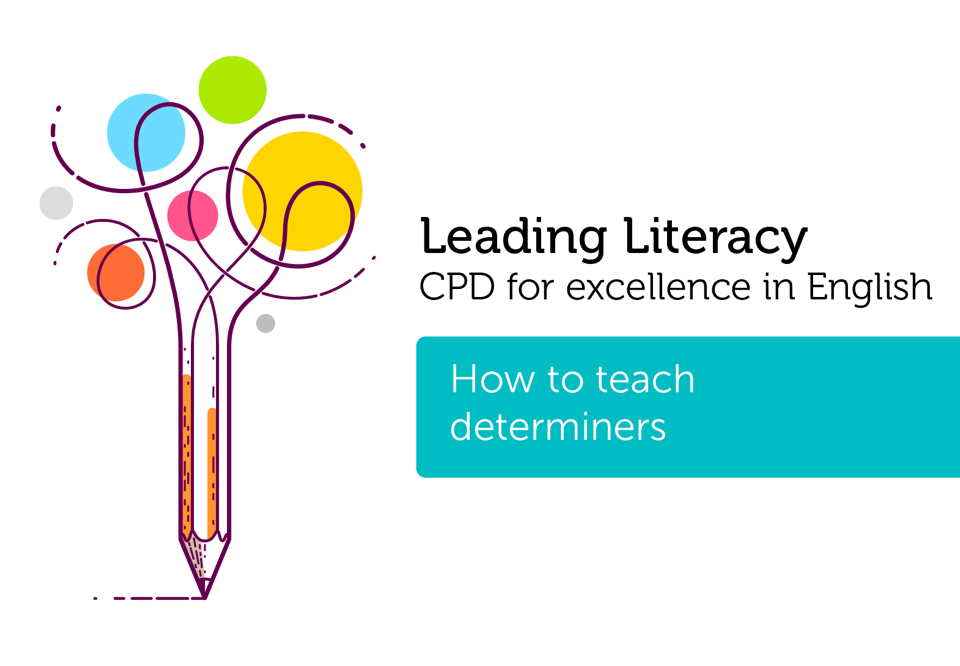 Leading Literacy
CPD for excellence in English
How to teach
determiners